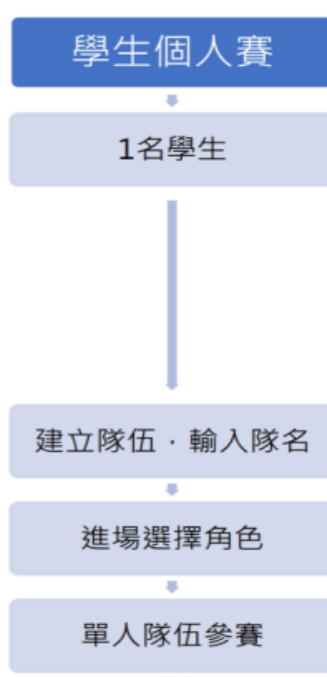 學生個人賽
1名學生
建立隊伍．輸入隊名
進場選擇角色
單人隊伍參賽